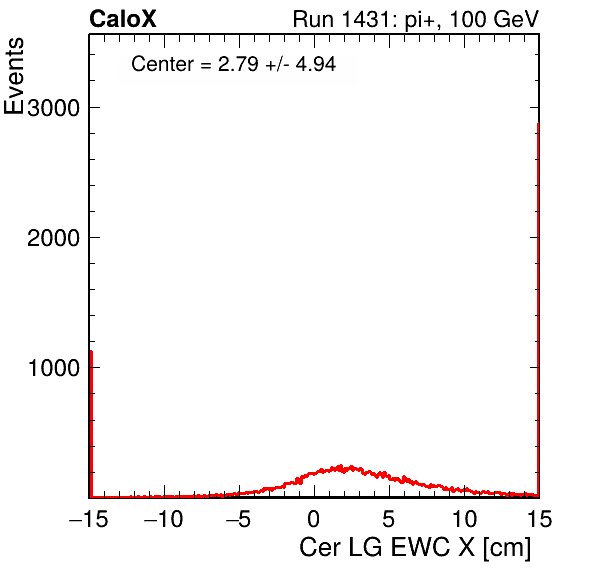 CaloX
Run 1431: pi+, 100 GeV
Center = 2.79 +/- 4.94
Events
3000
2000
1000
−15 −10 −5 0 5 10 15
Cer LG EWC X [cm]